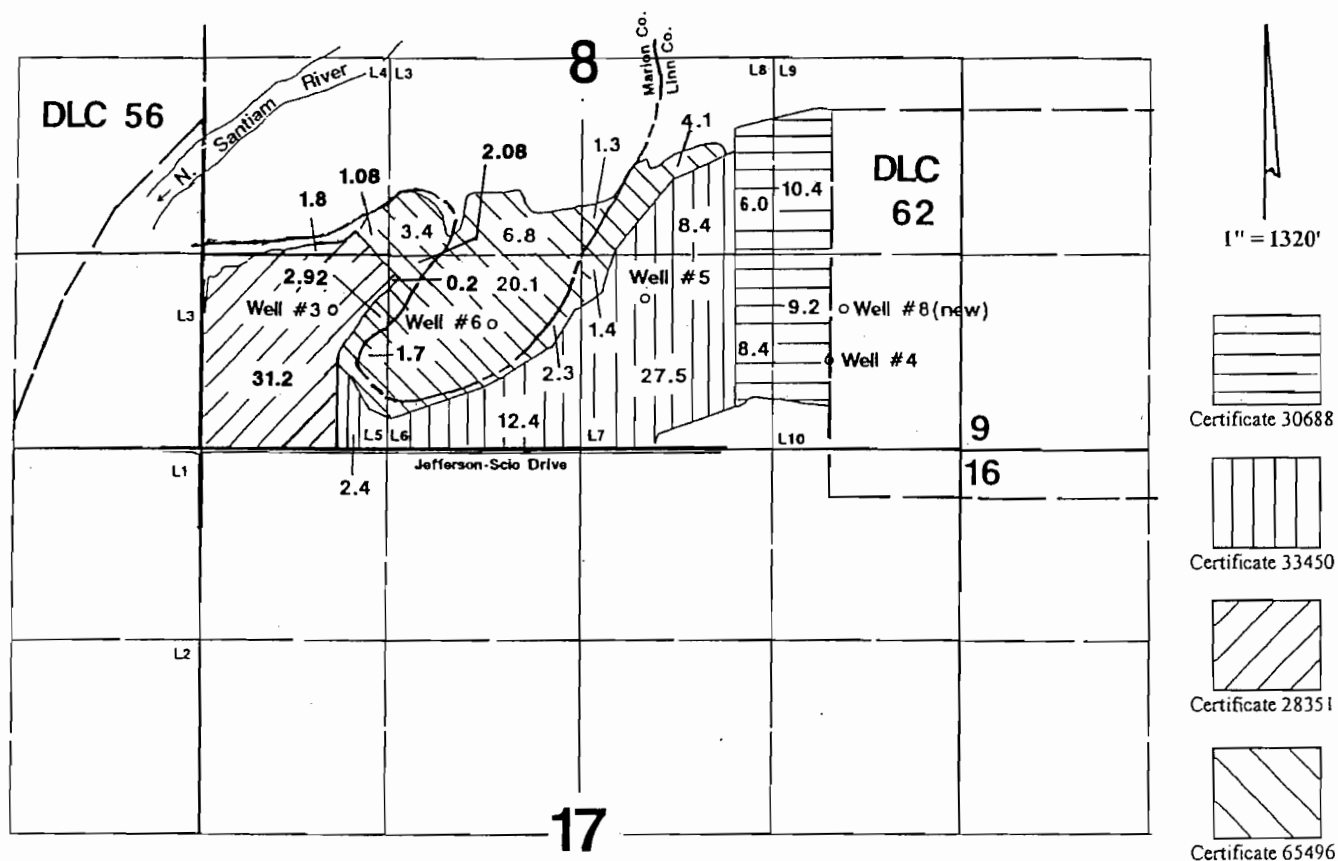 8
Marion Co.
Linn Co.
L4 L3
L8 L9
DLC 56
N. Santiam River
DLC
62
1" = 1320'
4.1
1.3
2.08
1.08
1.8
3.4
6.8
8.4
6.0
10.4
2.92
0.2
20.1
Well #5
Well #3
Well #6
L3
1.4
9.2
Well #8 (new)
1.7
2.3
8.4
Well #4
31.2
27.5
12.4
L5 L6
L7
L10
9
Jefferson-Scio Drive
L1
16
2.4
L2
17
Certificate 30688
Certificate 33450
Certificate 28351
Certificate 65496